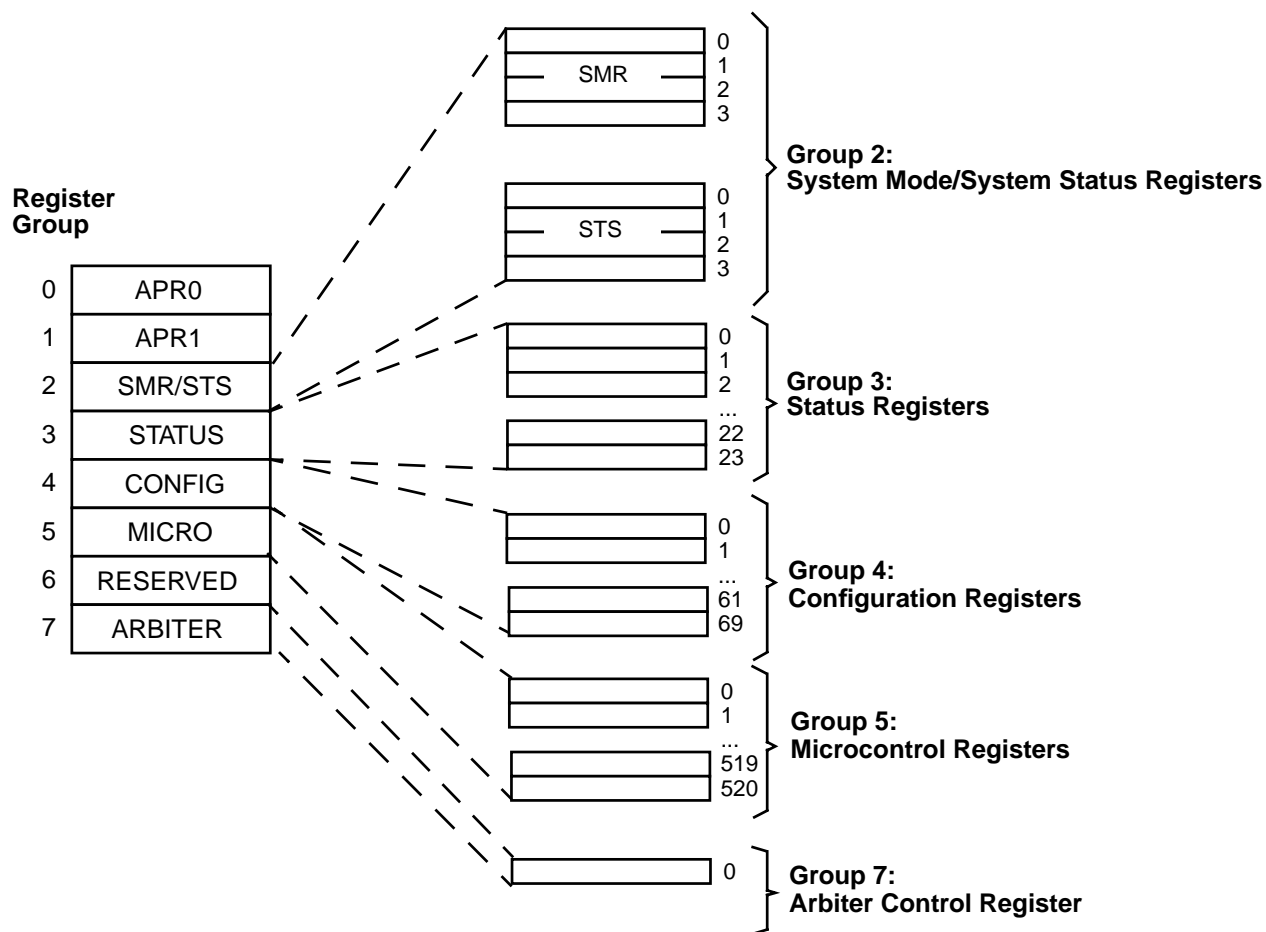 Register
Group
0 APR0
1 APR1
2 SMR/STS
3 STATUS
4 CONFIG
5 MICRO
6 RESERVED
7 ARBITER
0
SMR
1
2
3
0
STS
1
2
3
Group 2:
System Mode/System Status Registers
0
1
2
...
22
23
Group 3:
Status Registers
0
1
...
61
69
Group 4:
Configuration Registers
0
1
...
519
520
Group 5:
Microcontrol Registers
0
Group 7:
Arbiter Control Register